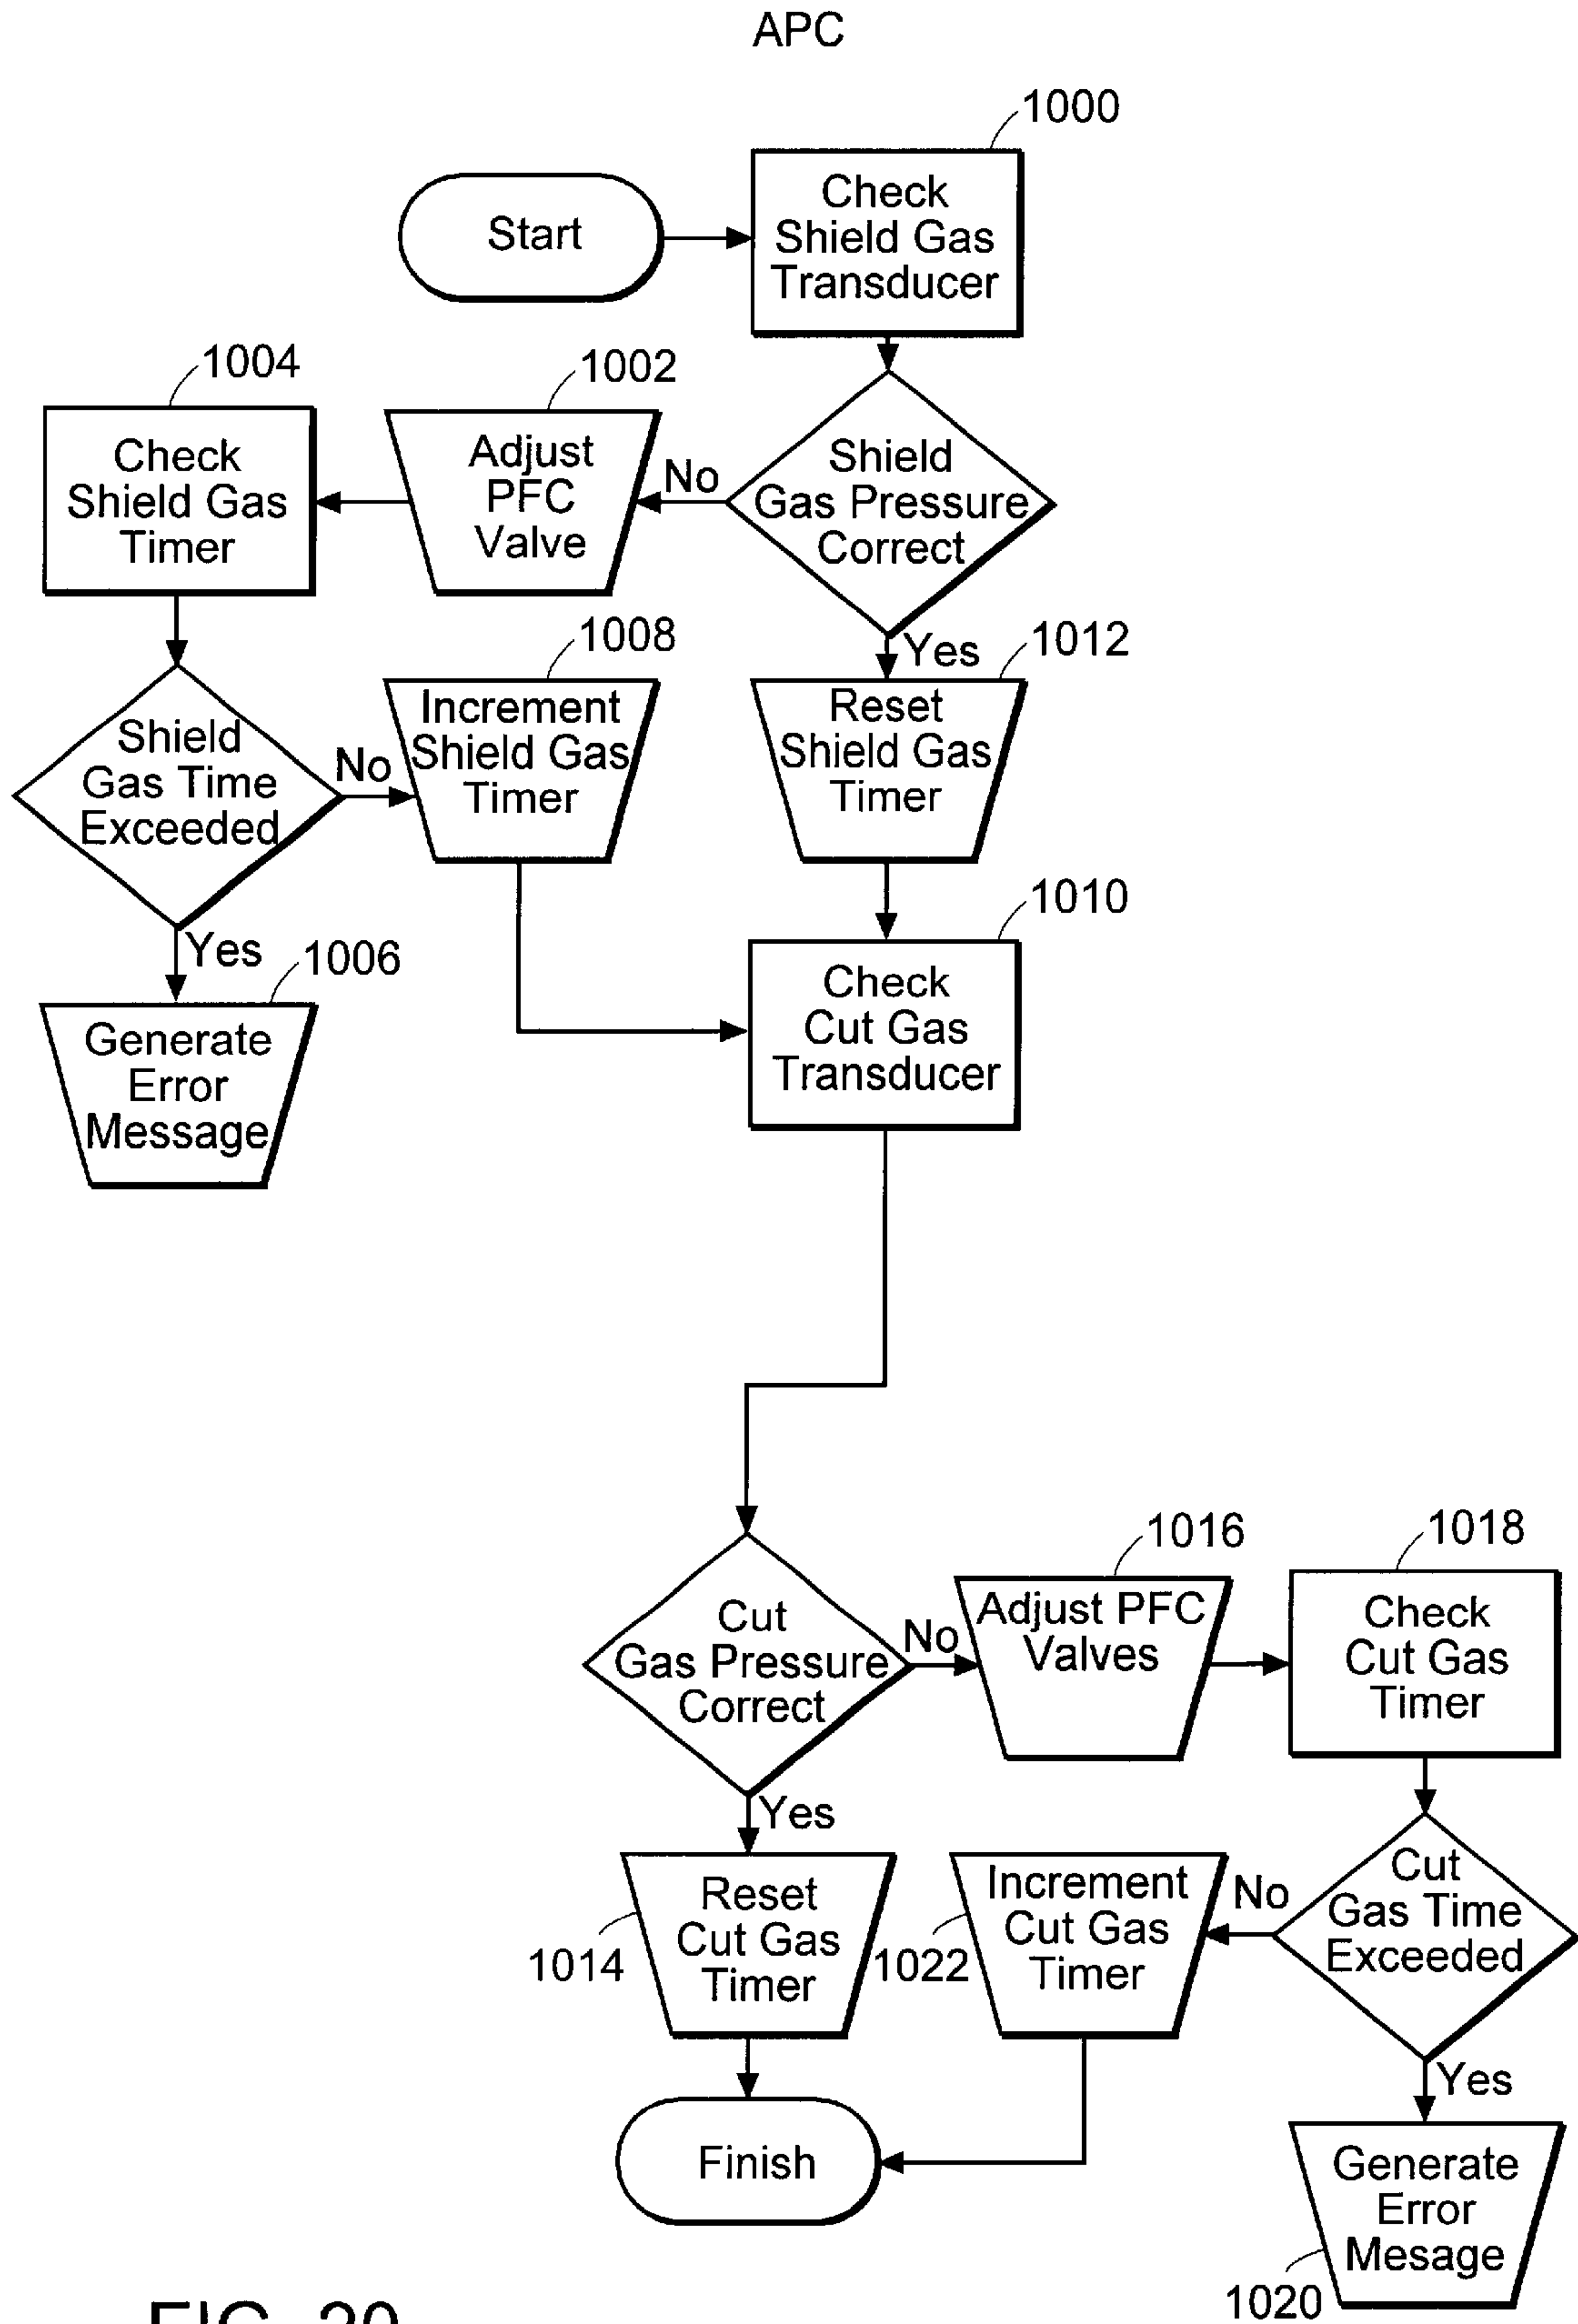 APC
1000
Start
Check
Shield Gas
Transducer
1004
1002
Check
Shield Gas
Timer
Adjust
PFC
Valve
No
Shield
Gas Pressure
Correct
1008
Yes
1012
Shield
Gas Time
Exceeded
No
Increment
Shield Gas
Timer
Reset
Shield Gas
Timer
Yes
1006
1010
Generate
Error
Message
Check
Cut Gas
Transducer
1016
1018
Cut
Gas Pressure
Correct
No
Adjust PFC
Valves
Check
Cut Gas
Timer
Yes
Reset
Cut Gas
Timer
1014
Increment
Cut Gas
Timer
1022
No
Cut
Gas Time
Exceeded
Yes
Finish
Generate
Error
Mesage
1020
FIG. 20